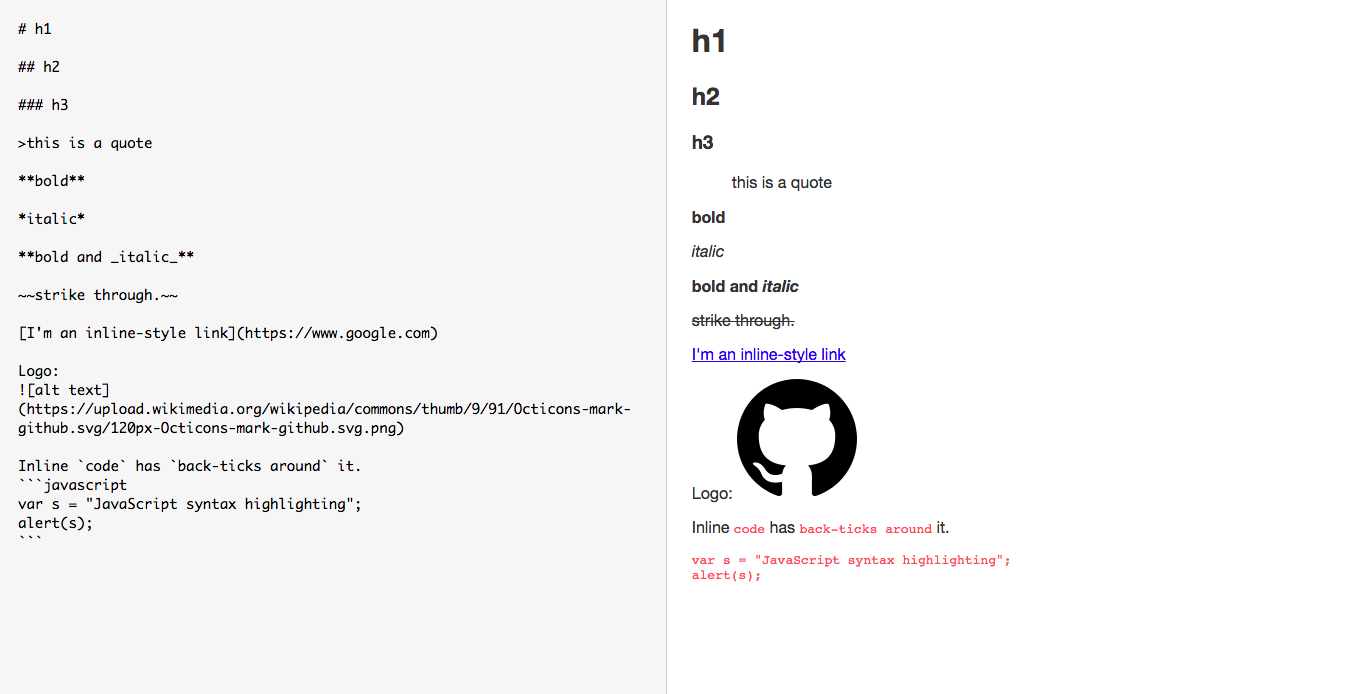 # h1
## h2
### h3
>this is a quote
**bold**
*italic*
**bold and _italic_**
~~strike through.~~
[I'm an inline-style link](https://www.google.com)
Logo:
![alt text]
(https://upload.wikimedia.org/wikipedia/commons/thumb/9/91/Octicons-mark-
github.svg/120px-Octicons-mark-github.svg.png)
Inline `code` has `back-ticks around` it.
```javascript
var s = "JavaScript syntax highlighting";
alert(s);
```
h1
h2
h3
this is a quote
bold
italic
bold and italic
strike through.
I'm an inline-style link
Logo:
Inline code has back-ticks around it.
var s = "JavaScript syntax highlighting";
alert(s);